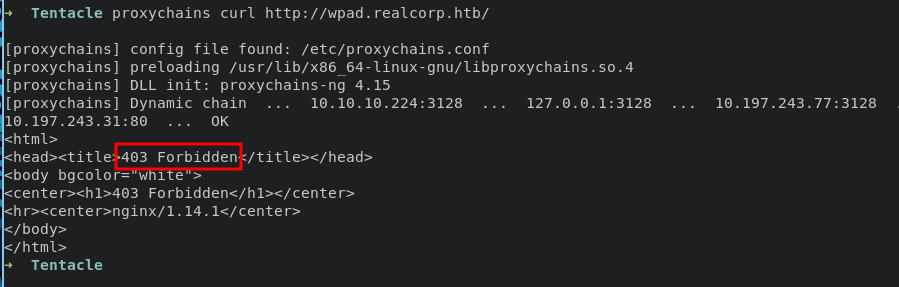 →  Tentacle proxychains curl http://wpad.realcorp.htb/
[proxychains] config file found: /etc/proxychains.conf
[proxychains] preloading /usr/lib/x86_64-linux-gnu/libproxychains.so.4
[proxychains] DLL init: proxychains-ng 4.15
[proxychains] Dynamic chain  ...  10.10.10.224:3128  ...  127.0.0.1:3128  ...  10.197.243.77:3128  .
10.197.243.31:80  ...  OK
<html>
<head><title>403 Forbidden</title></head>
<body bgcolor="white">
<center><h1>403 Forbidden</h1></center>
<hr><center>nginx/1.14.1</center>
</body>
</html>
→  Tentacle